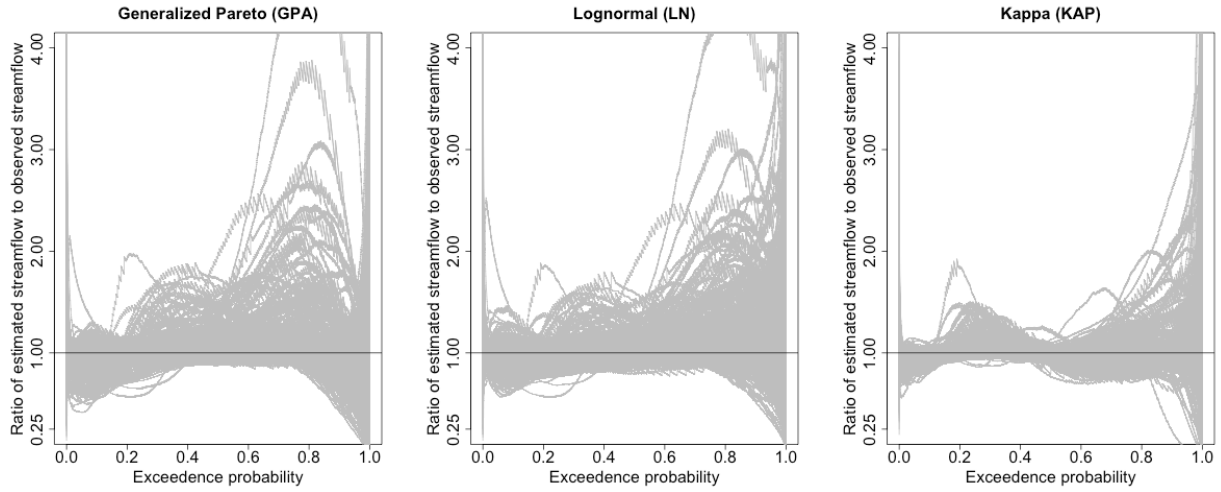 Generalized Pareto (GPA)
Ratio of estimated streamflow to observed streamflow
4.00
3.00
2.00
1.00
0.25
0.0 0.2 0.4 0.6 0.8 1.0
Exceedence probability
Lognormal (LN)
Ratio of estimated streamflow to observed streamflow
4.00
3.00
2.00
1.00
0.25
0.0 0.2 0.4 0.6 0.8 1.0
Exceedence probability
Kappa (KAP)
Ratio of estimated streamflow to observed streamflow
4.00
3.00
2.00
1.00
0.25
0.0 0.2 0.4 0.6 0.8 1.0
Exceedence probability